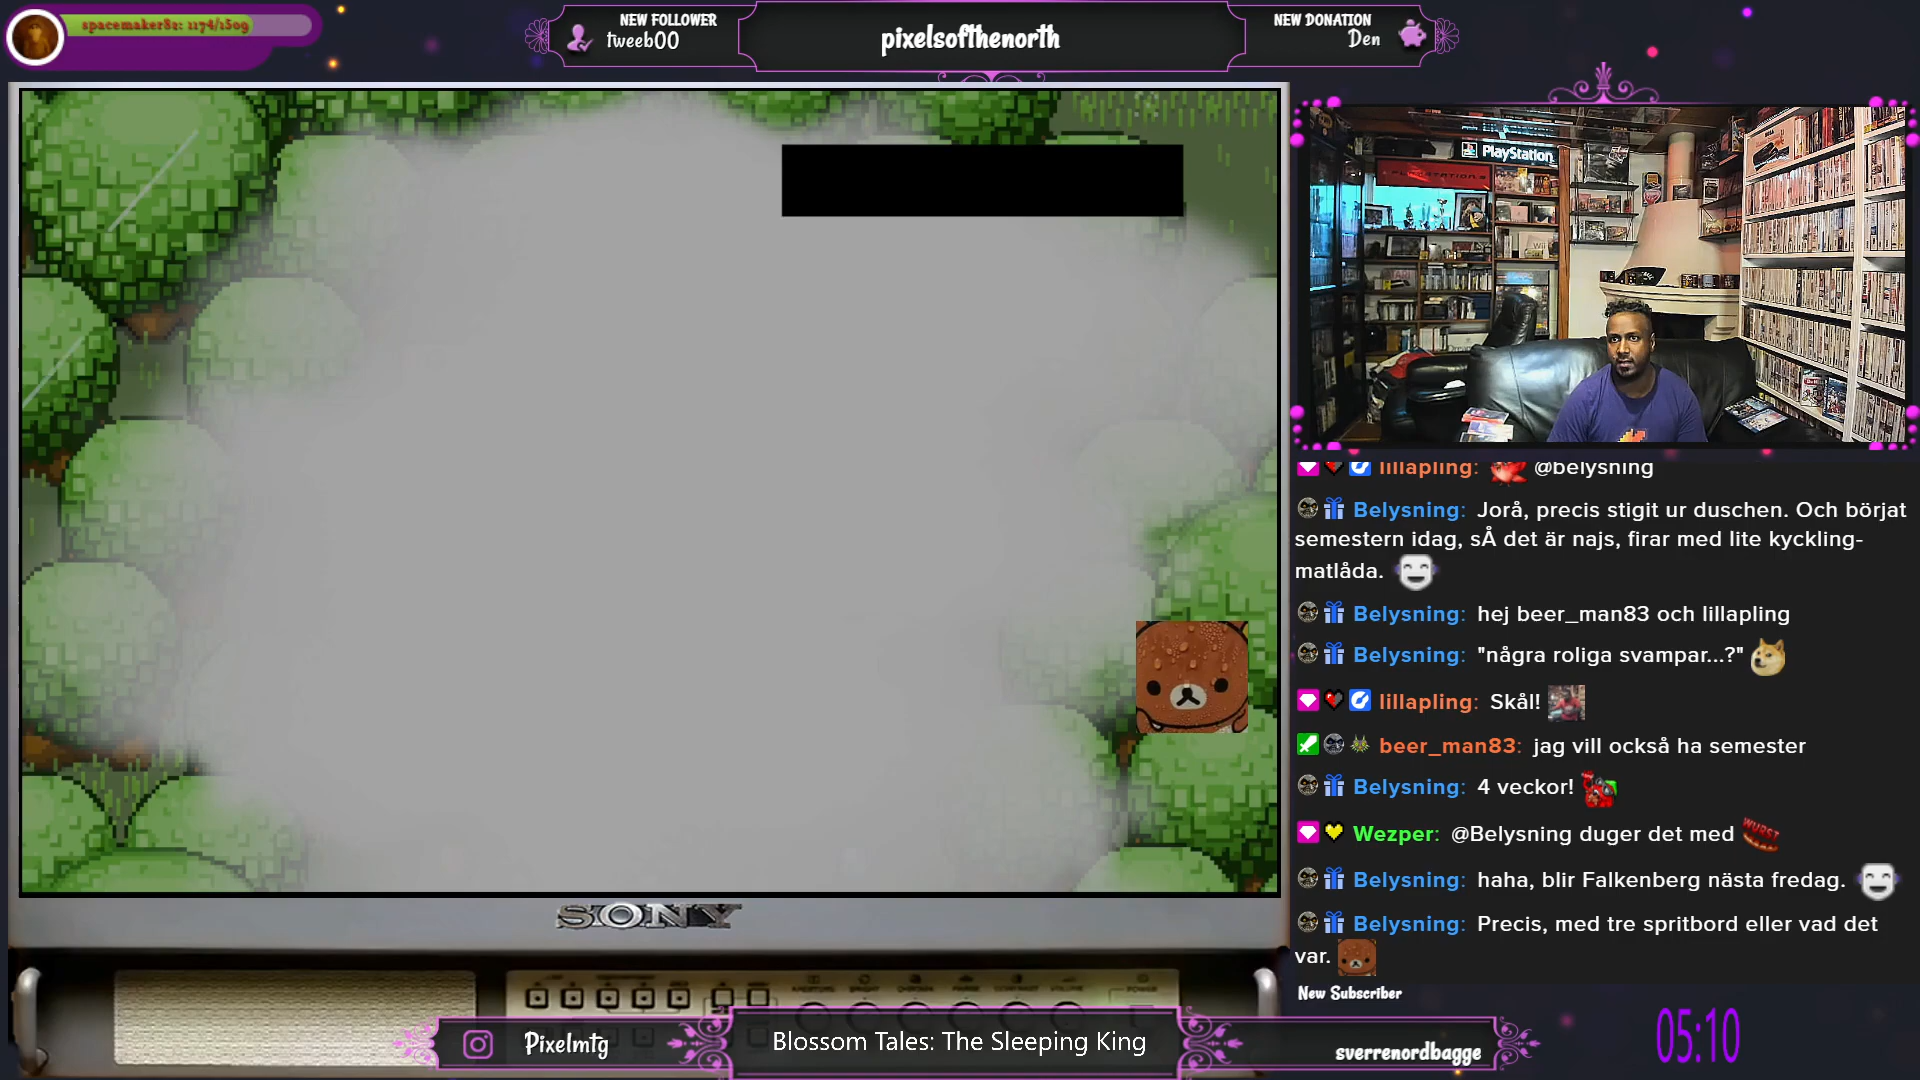 spacemaker82: 1174/1509
NEW FOLLOWER
tweeb00
pixelsofthenorth
NEW DONATION
Den
PlayStation
lillapling: @belysning
Belysning: Jorå, precis stigit ur duschen. Och börjat
semestern idag, sÅ det är najs, firar med lite kyckling-
matlåda.
Belysning: hej beer_man83 och lillapling
Belysning: "några roliga svampar...?"
lillapling: Skål!
beer_man83: jag vill också ha semester
Belysning: 4 veckor!
Wezper: @Belysning duger det med WURST
Belysning: haha, blir Falkenberg nästa fredag.
Belysning: Precis, med tre spritbord eller vad det
var.
SONY
New Subscriber
Pixelmtg
Blossom Tales: The Sleeping King
sverrenordbagge
05:10